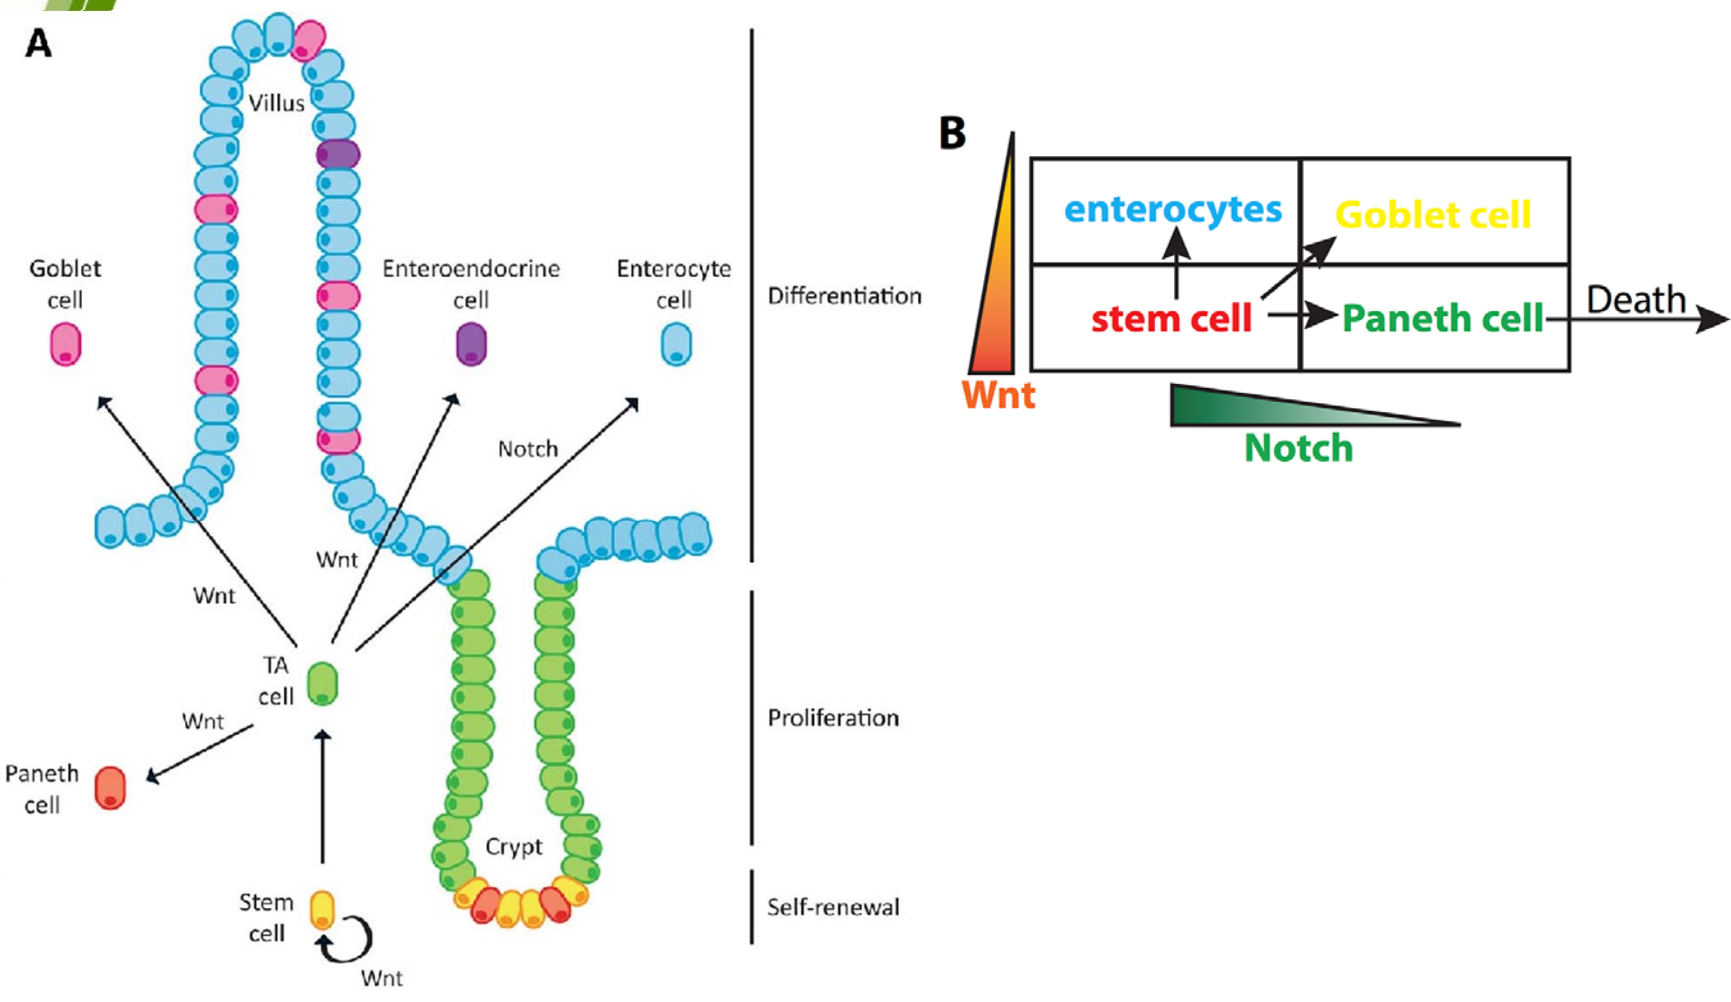 A
Villus
Goblet
cell
Enteroendocrine
cell
Enterocyte
cell
Differentiation
Notch
Wnt
Wnt
TA
cell
Wnt
Proliferation
Paneth
cell
Crypt
Stem
cell
Self-renewal
Wnt
B
enterocytes
Goblet cell
stem cell
Paneth cell
Death
Wnt
Notch